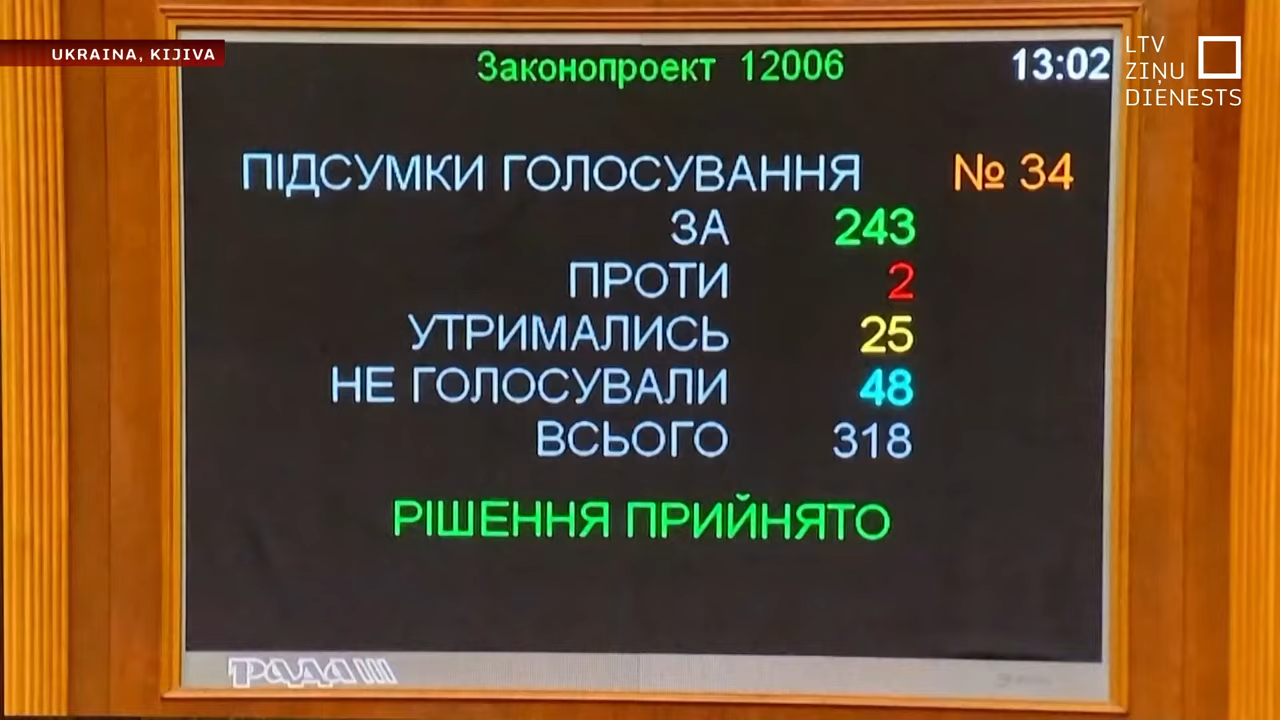 UKRAINA, KIJIVA
LTV
ZIŅU
DIENESTS
Законопроект 12006 13:02
ПІДСУМКИ ГОЛОСУВАННЯ № 34
ЗА 243
ПРОТИ 2
УТРИМАЛИСЬ 25
НЕ ГОЛОСУВАЛИ 48
ВСЬОГО 318
РІШЕННЯ ПРИЙНЯТО
РАДА III